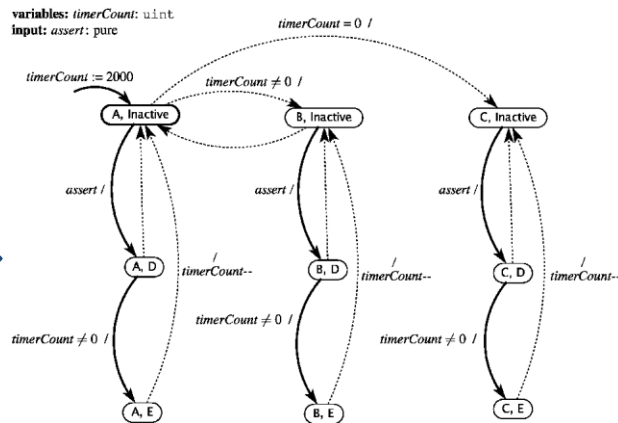 variables: timerCount: uint
input: assert: pure
timerCount = 0 /
timerCount := 2000
timerCount ≠ 0 /
A, Inactive
B, Inactive
C, Inactive
assert /
assert /
assert /
A, D
/
timerCount--
B, D
/
timerCount--
C, D
/
timerCount--
timerCount ≠ 0 /
timerCount ≠ 0 /
timerCount ≠ 0 /
A, E
B, E
C, E